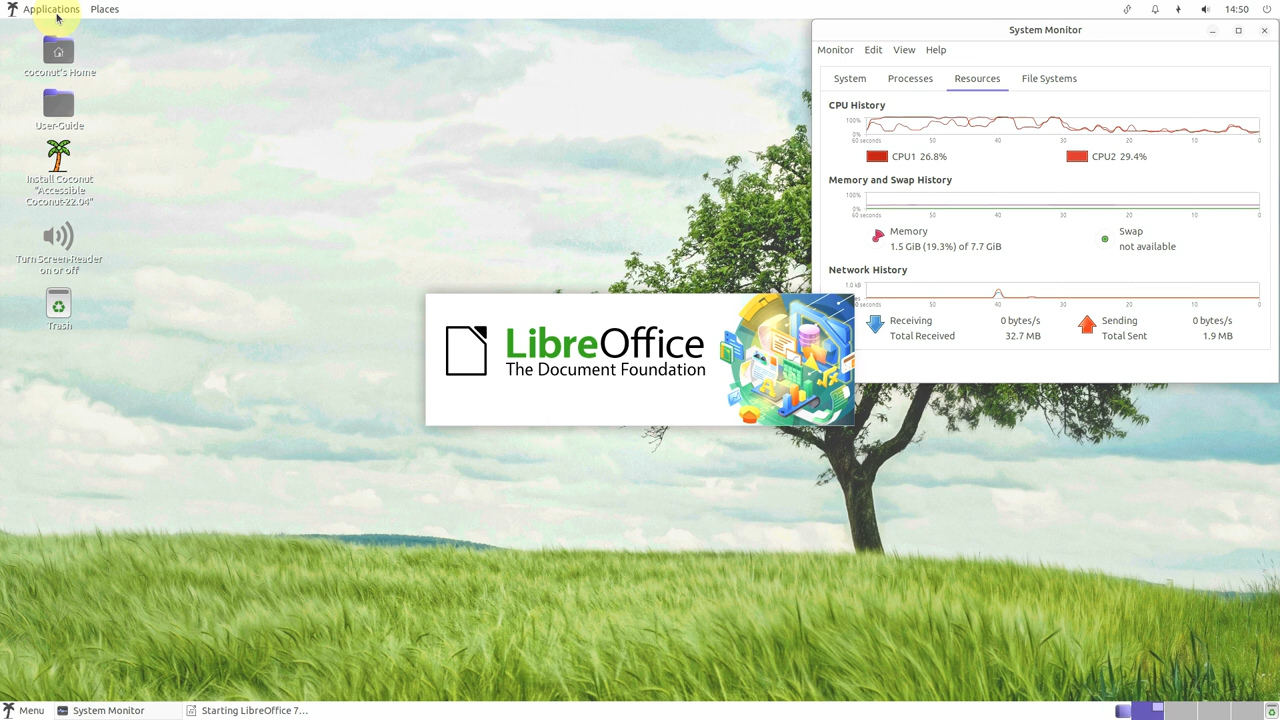 Applications Places
14:50
coconut's Home
User-Guide
Install Coconut
"Accessible
Coconut-22.04"
Turn Screen-Reader
on or off
Trash
System Monitor
Monitor Edit View Help
System Processes Resources File Systems
CPU History
100%
0%
60 seconds 50 40 30 20 10 0
CPU1 26.8% CPU2 29.4%
Memory and Swap History
100%
0%
60 seconds 50 40 30 20 10 0
Memory Swap
1.5 GiB (19.3%) of 7.7 GiB not available
Network History
1.0 kB
0 seconds 50 40 30 20 10 0
Receiving 0 bytes/s Sending 0 bytes/s
Total Received 32.7 MB Total Sent 1.9 MB
LibreOffice
The Document Foundation
Menu System Monitor Starting LibreOffice 7...